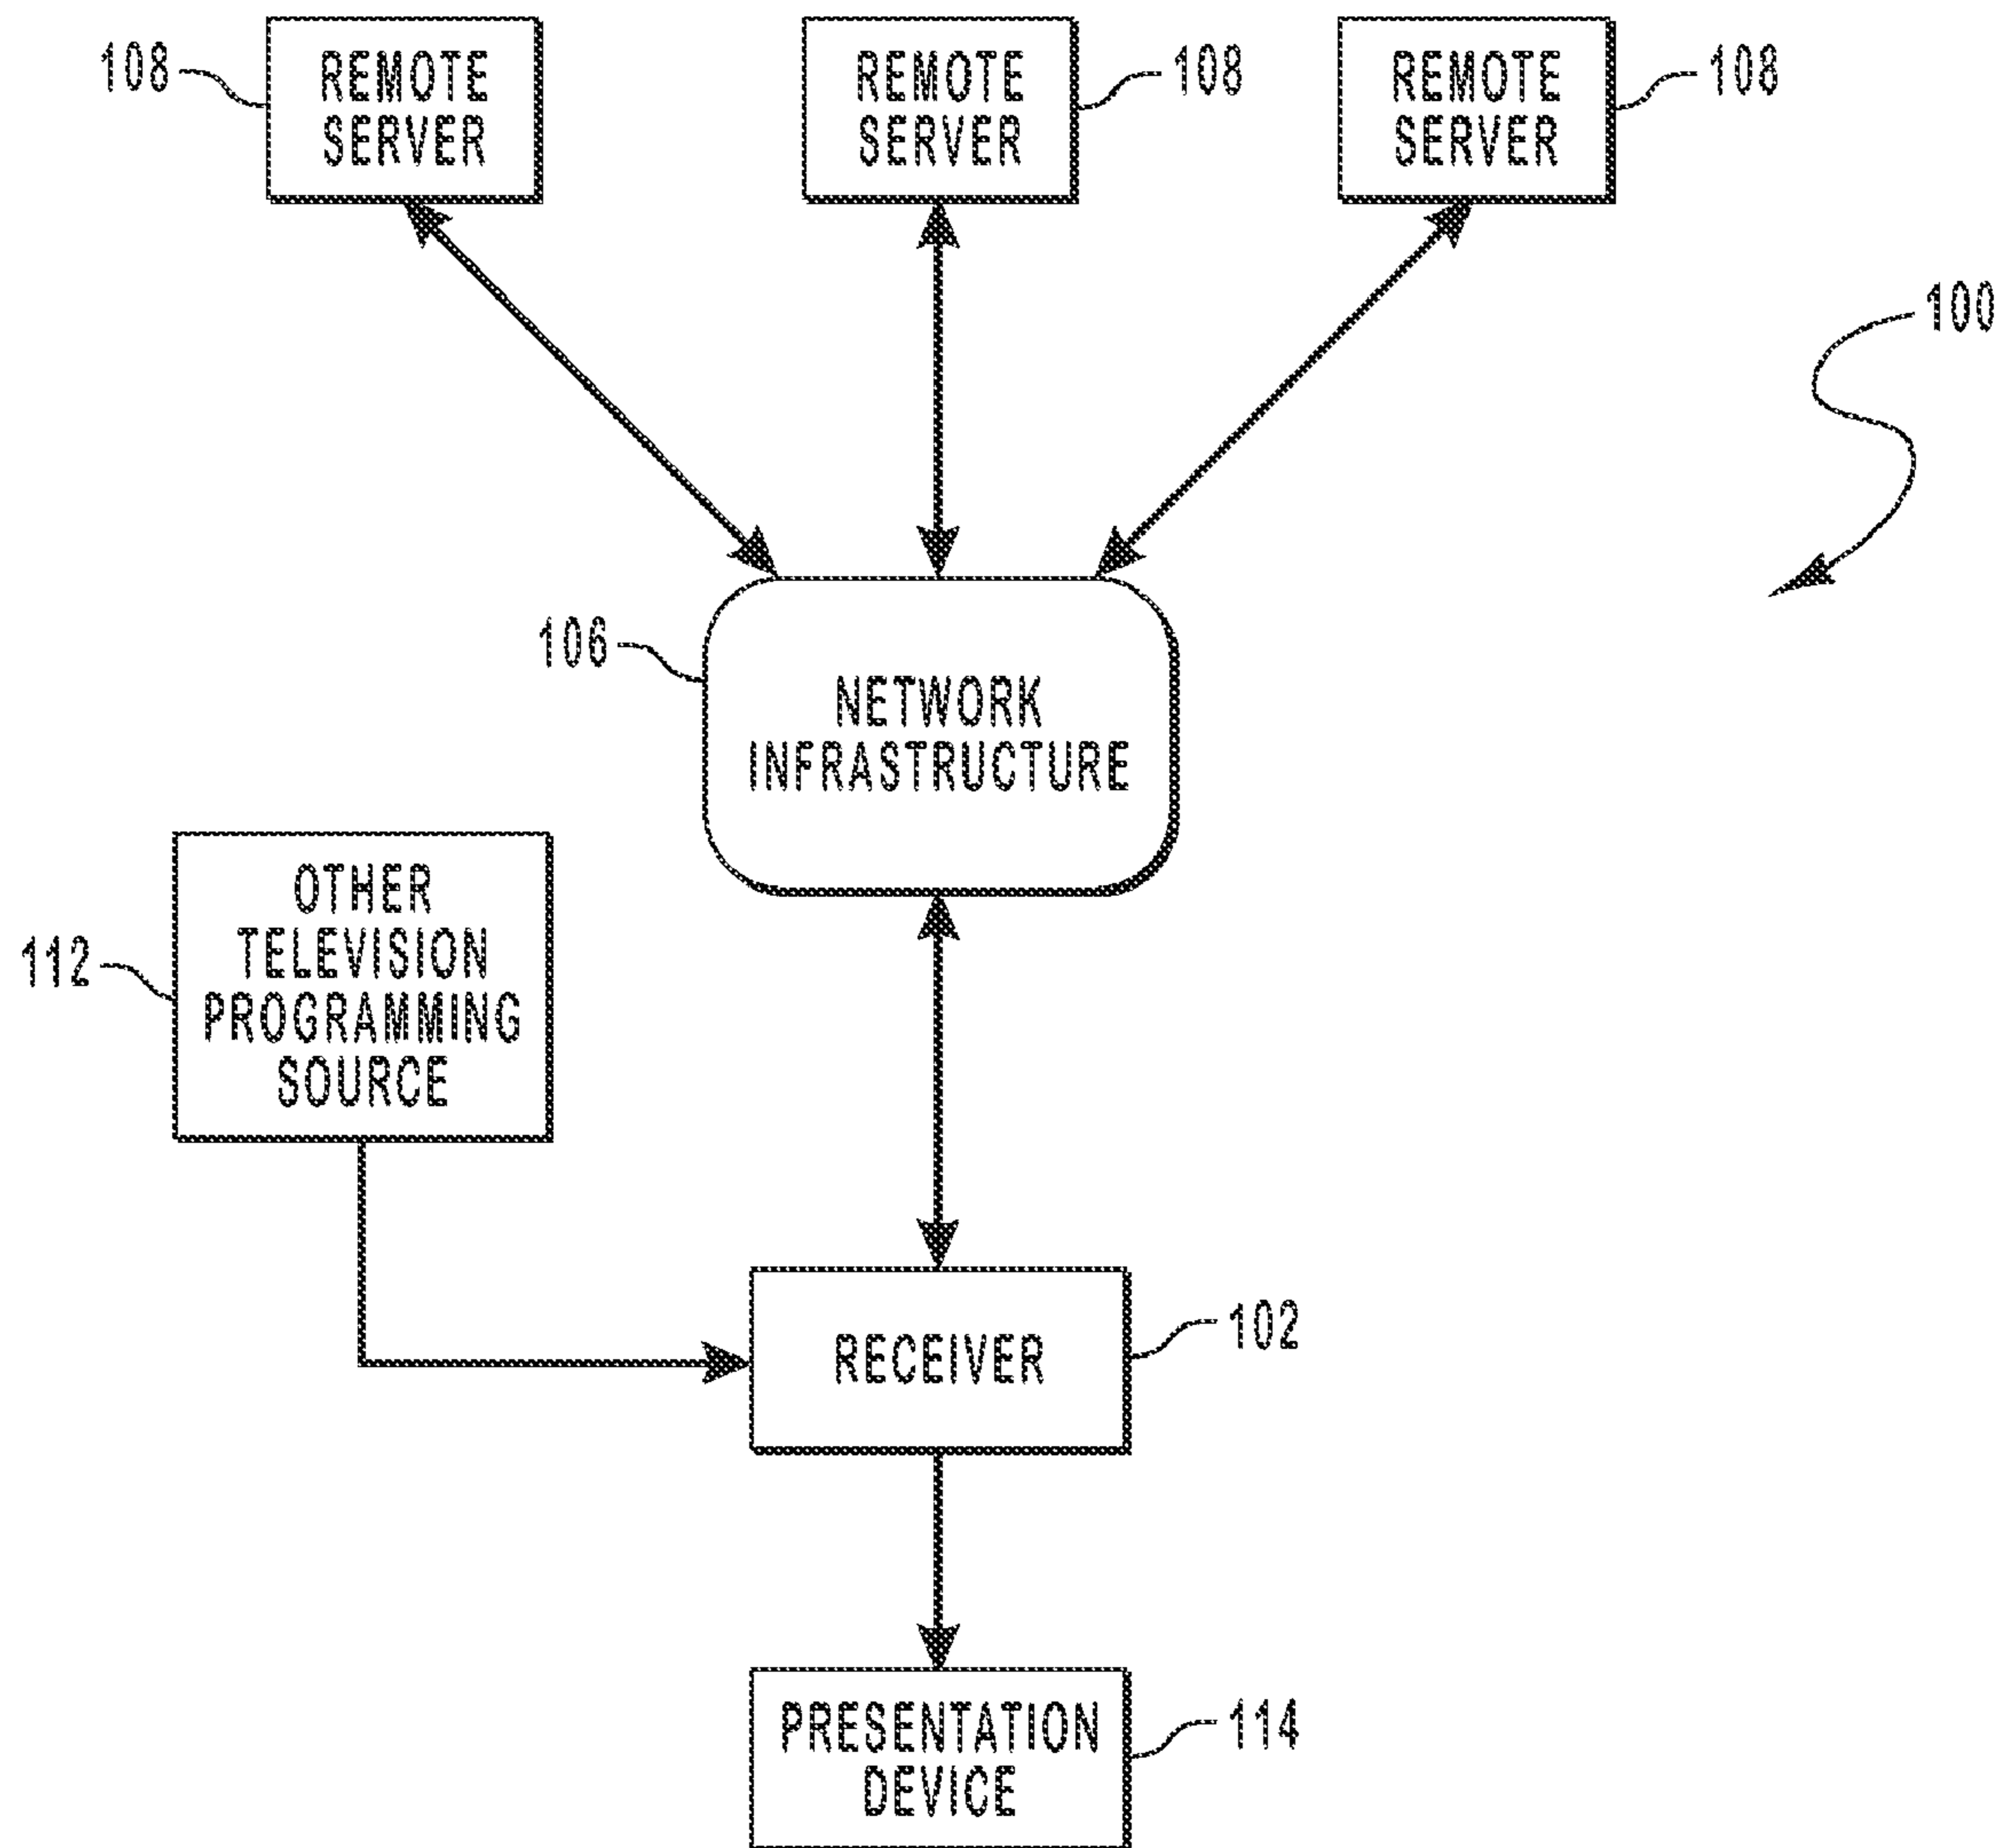 108
REMOTE
SERVER
REMOTE
SERVER
108
REMOTE
SERVER
108
100
106
NETWORK
INFRASTRUCTURE
112
OTHER
TELEVISION
PROGRAMMING
SOURCE
RECEIVER
102
PRESENTATION
DEVICE
114